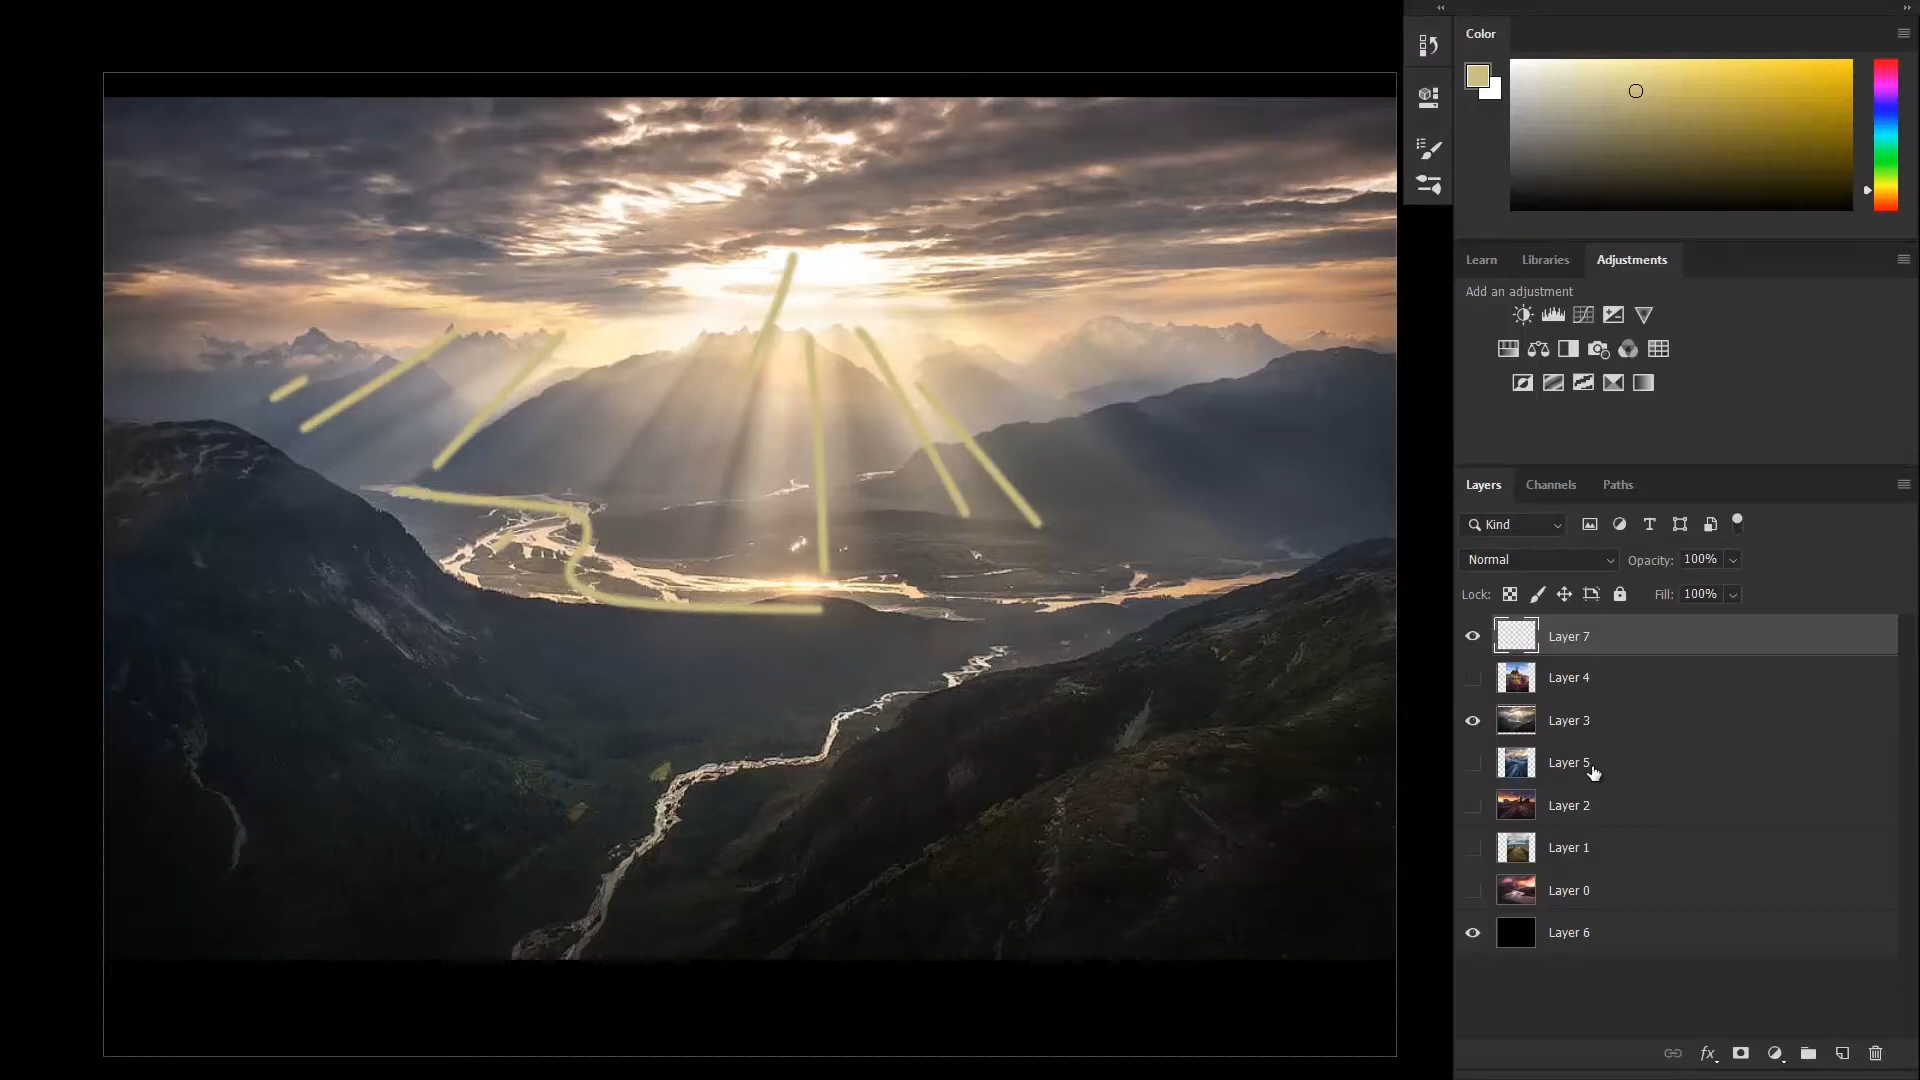 Color
Learn Libraries Adjustments
Add an adjustment
Layers Channels Paths
Kind
Normal Opacity: 100%
Lock: Fill: 100%
Layer 7
Layer 4
Layer 3
Layer 5
Layer 2
Layer 1
Layer 0
Layer 6
fx